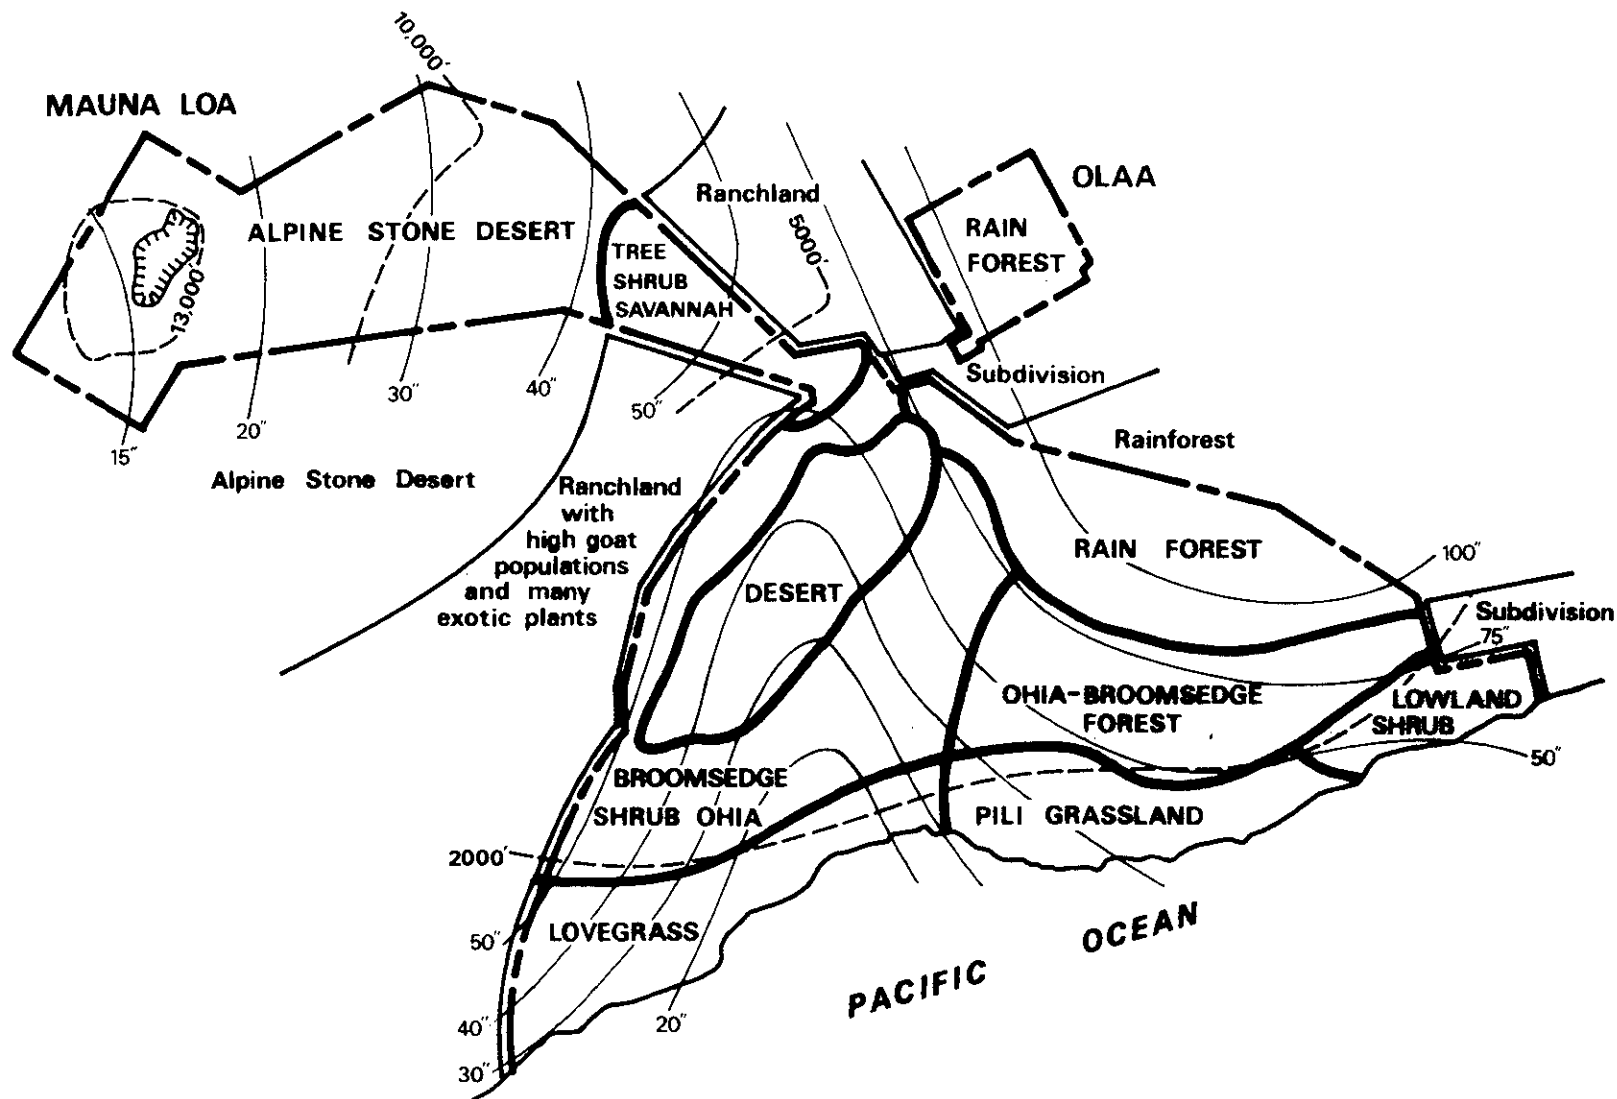 10,000'
MAUNA LOA
OLAA
Ranchland
RAIN
FOREST
5000'
ALPINE STONE DESERT
TREE
SHRUB
SAVANNAH
13,000'
Subdivision
15"
20"
30"
40"
50"
Alpine Stone Desert
Rainforest
Ranchland
with
high goat
populations
and many
exotic plants
RAIN FOREST
100"
DESERT
Subdivision
75"
OHIA-BROOMSEDGE
FOREST
LOWLAND
SHRUB
50"
BROOMSEDGE
SHRUB OHIA
PILI GRASSLAND
2000'
LOVEGRASS
50"
40"
30"
20"
PACIFIC OCEAN